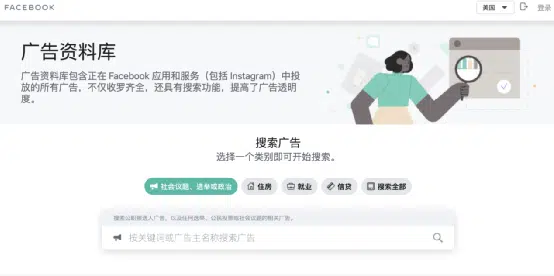 FACEBOOK
美国
登录
广告资料库
广告资料库包含正在 Facebook 应用和服务（包括 Instagram）中投
放的所有广告，不仅收罗齐全，还具有搜索功能，提高了广告透明
度。
搜索广告
选择一个类别即可开始搜索。
社会议题、选举或政治
住房
就业
信贷
搜索全部
按关键词或广告主名称搜索广告